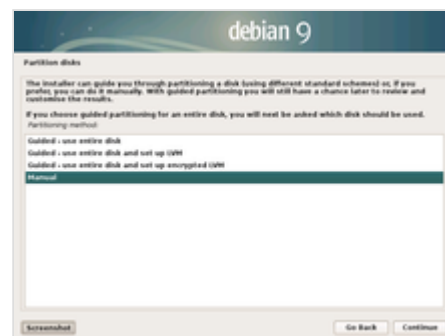 debian 9
Partition disks
The installer can guide you through partitioning a disk (using different standard schemes) or, if you
prefer, you can do it manually. With guided partitioning you will still have a chance later to review and
customise the results.
If you choose guided partitioning for an entire disk, you will next be asked which disk should be used.
Partitioning method:
Guided - use entire disk
Guided - use entire disk and set up LVM
Guided - use entire disk and set up encrypted LVM
Manual
Screenshot
Go Back
Continue